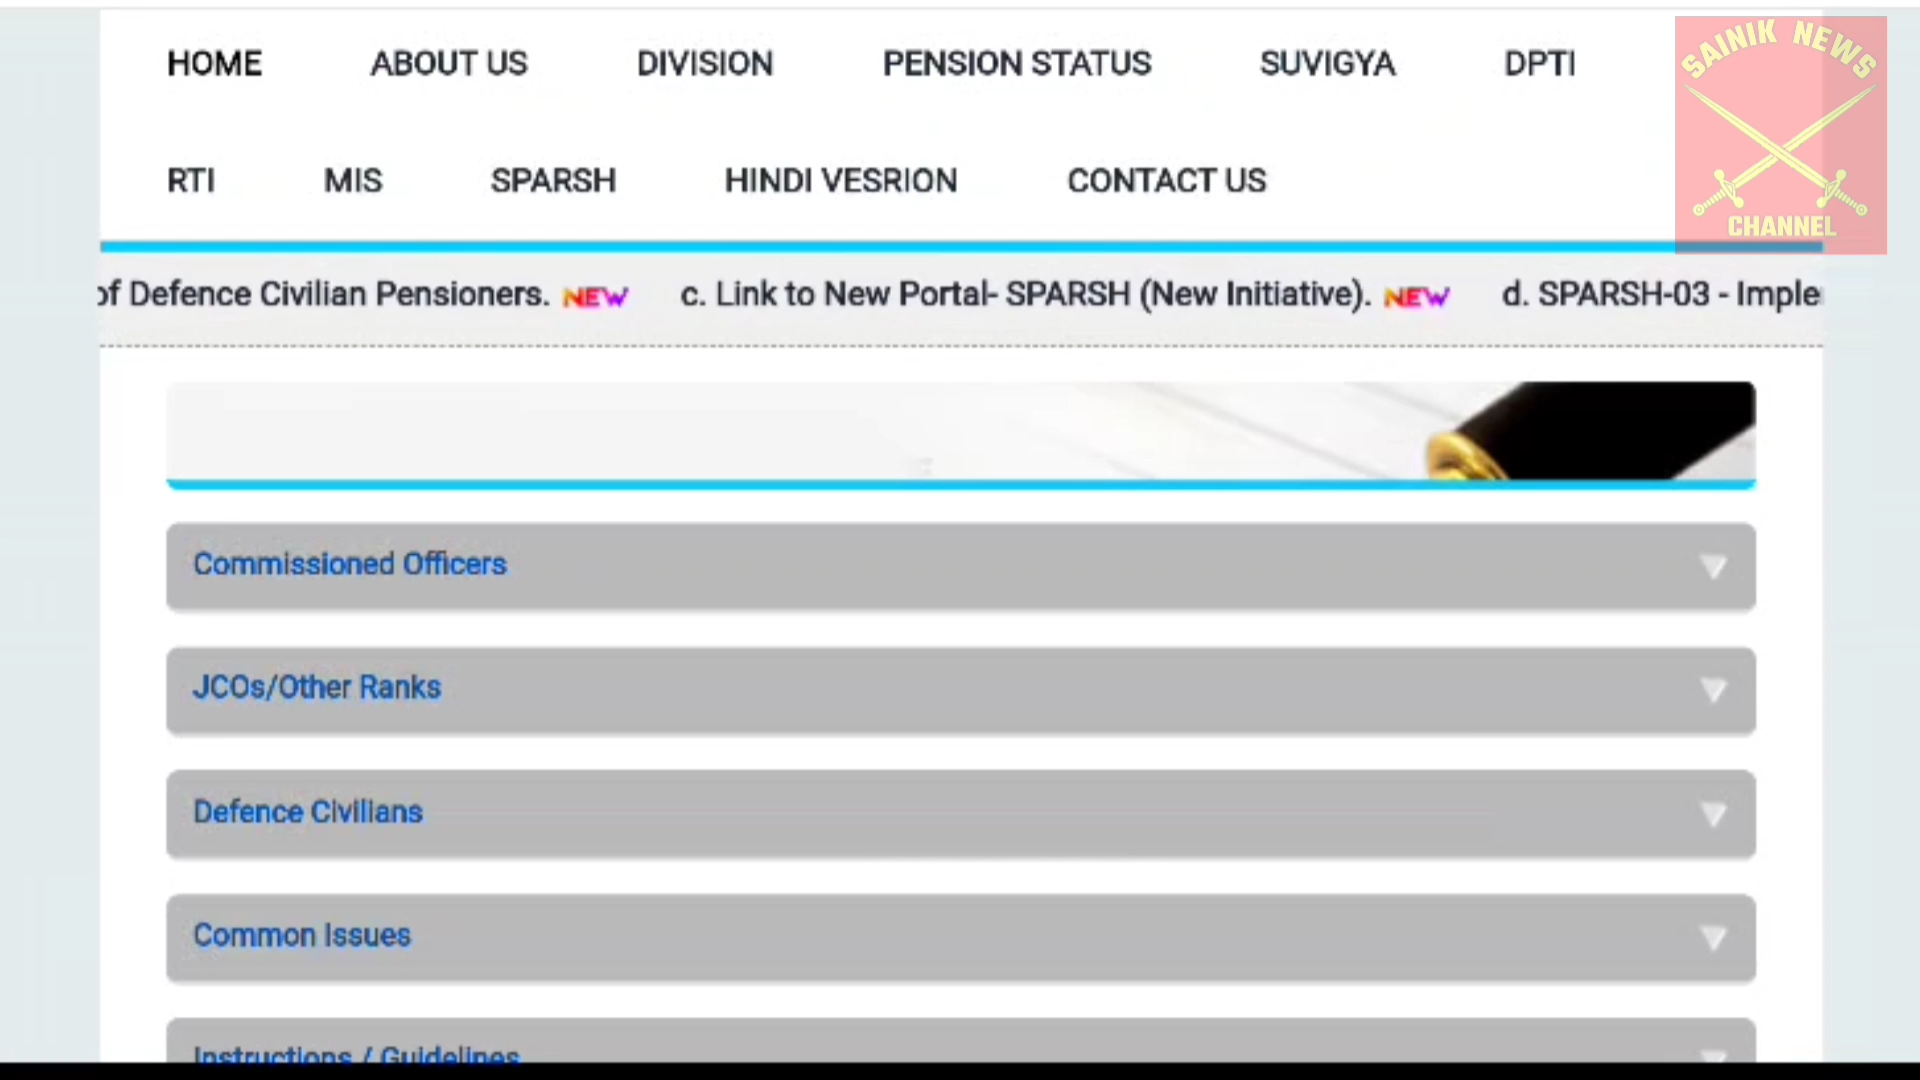 HOME ABOUT US DIVISION PENSION STATUS SUVIGYA DPTI
RTI MIS SPARSH HINDI VESRION CONTACT US
SAINIK NEWS
CHANNEL
of Defence Civilian Pensioners. NEW c. Link to New Portal- SPARSH (New Initiative). NEW d. SPARSH-03 - Imple
Commissioned Officers
JCOs/Other Ranks
Defence Civilians
Common Issues
Instructions / Guidelines